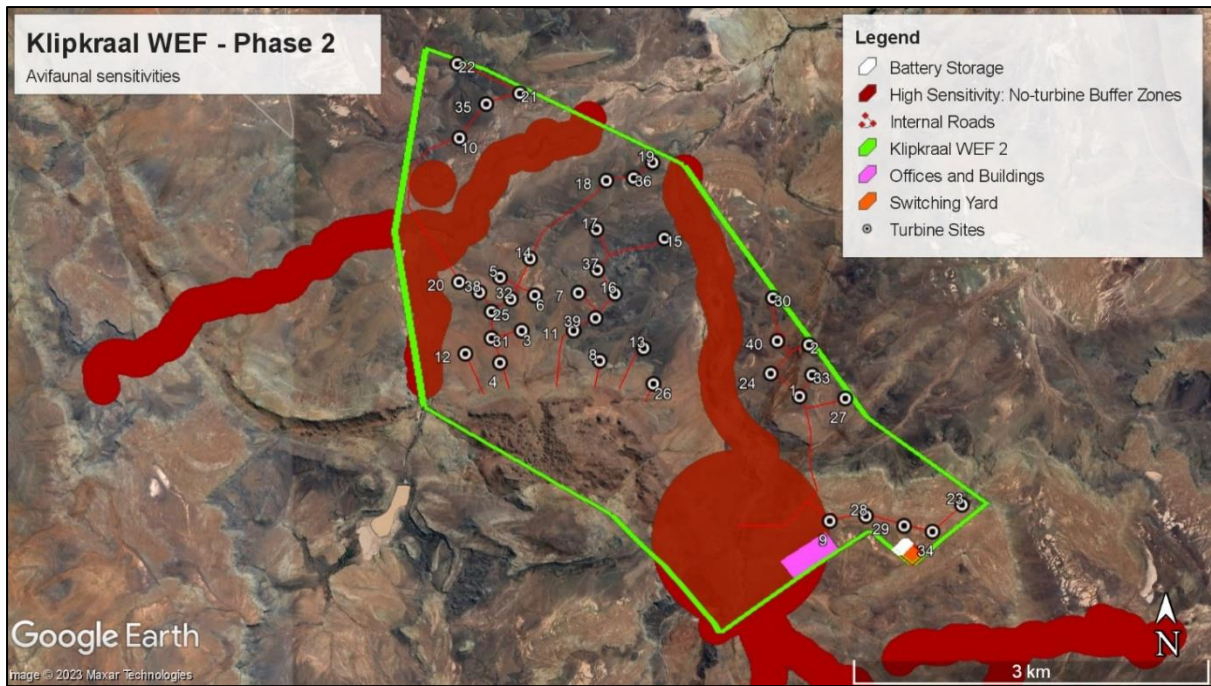 Klipkraal WEF - Phase 2
Avifaunal sensitivities
Legend
Battery Storage
High Sensitivity: No-turbine Buffer Zones
Internal Roads
Klipkraal WEF 2
Offices and Buildings
Switching Yard
Turbine Sites
22
21
35
10
19
36
18
17
15
14
37
5
20
38
32
6
7
16
30
25
39
11
31
3
40
2
13
12
8
4
24
33
26
1
27
23
28
29
9
34
Google Earth
Image © 2023 Maxar Technologies
N
3 km